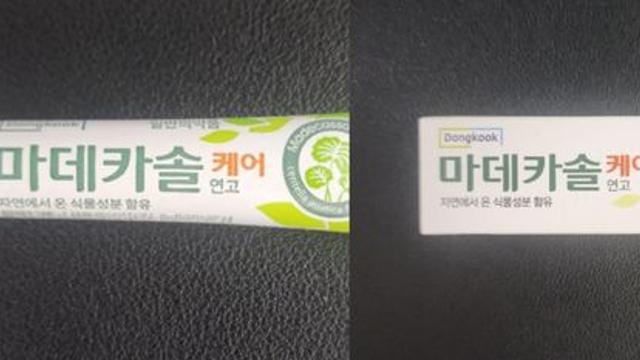 Dongkook
일반의약품
마데카솔 케어
연고
자연에서 온 식물성분 함유
Madecassol
Dongkook
마데카솔 케어
연고
자연에서 온 식물성분 함유